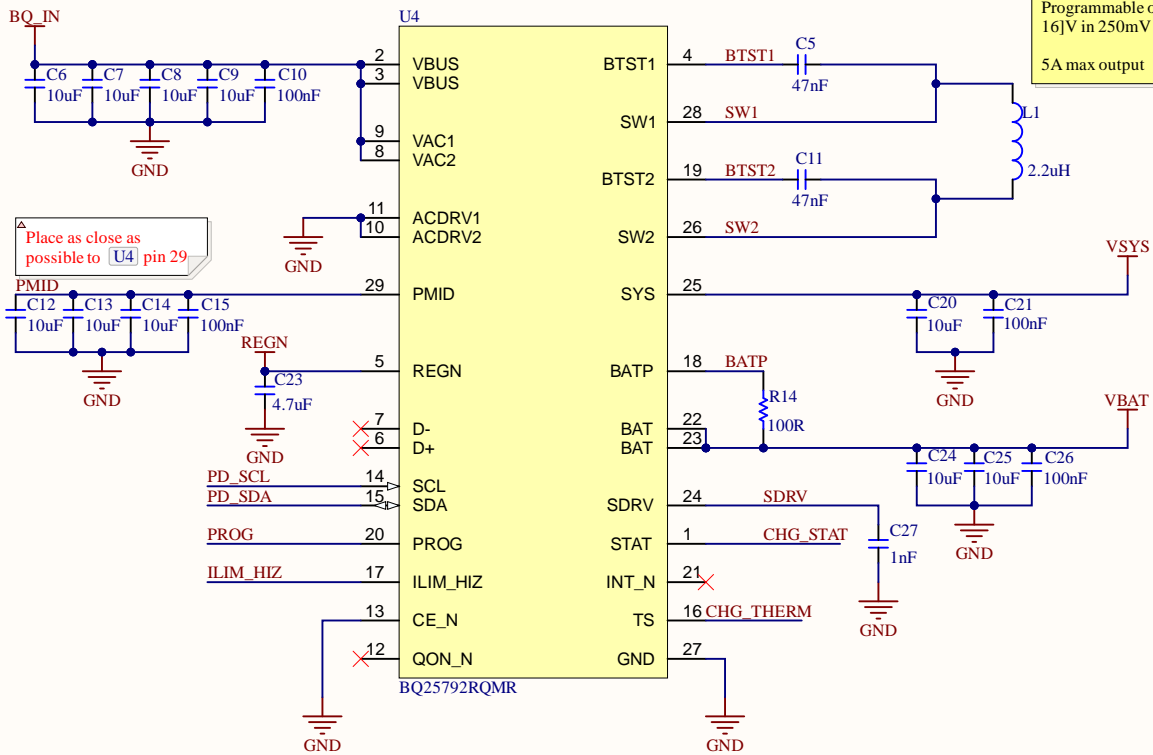 BQ_IN
C6
10uF
C7
10uF
C8
10uF
C9
10uF
C10
100nF
GND
Place as close as
possible to U4 pin 29
PMID
C12
10uF
C13
10uF
C14
10uF
C15
100nF
GND
GND
REGN
C23
4.7uF
GND
PD_SCL
PD_SDA
PROG
ILIM_HIZ
GND
U4
2 VBUS
3 VBUS
9 VAC1
8 VAC2
11 ACDRV1
10 ACDRV2
29 PMID
5 REGN
7 D-
6 D+
14 SCL
15 SDA
20 PROG
17 ILIM_HIZ
13 CE_N
12 QON_N
BTST1 4
SW1 28
BTST2 19
SW2 26
SYS 25
BATP 18
BAT 22
BAT 23
SDRV 24
STAT 1
INT_N 21
TS 16
GND 27
BQ25792RQMR
BTST1
C5
47nF
SW1
L1
2.2uH
BTST2
C11
47nF
SW2
VSYS
C20
10uF
C21
100nF
GND
BATP
R14
100R
VBAT
C24
10uF
C25
10uF
C26
100nF
GND
SDRV
C27
1nF
GND
CHG_STAT
CHG_THERM
GND
Programmable
16]V in 250mV
5A max output